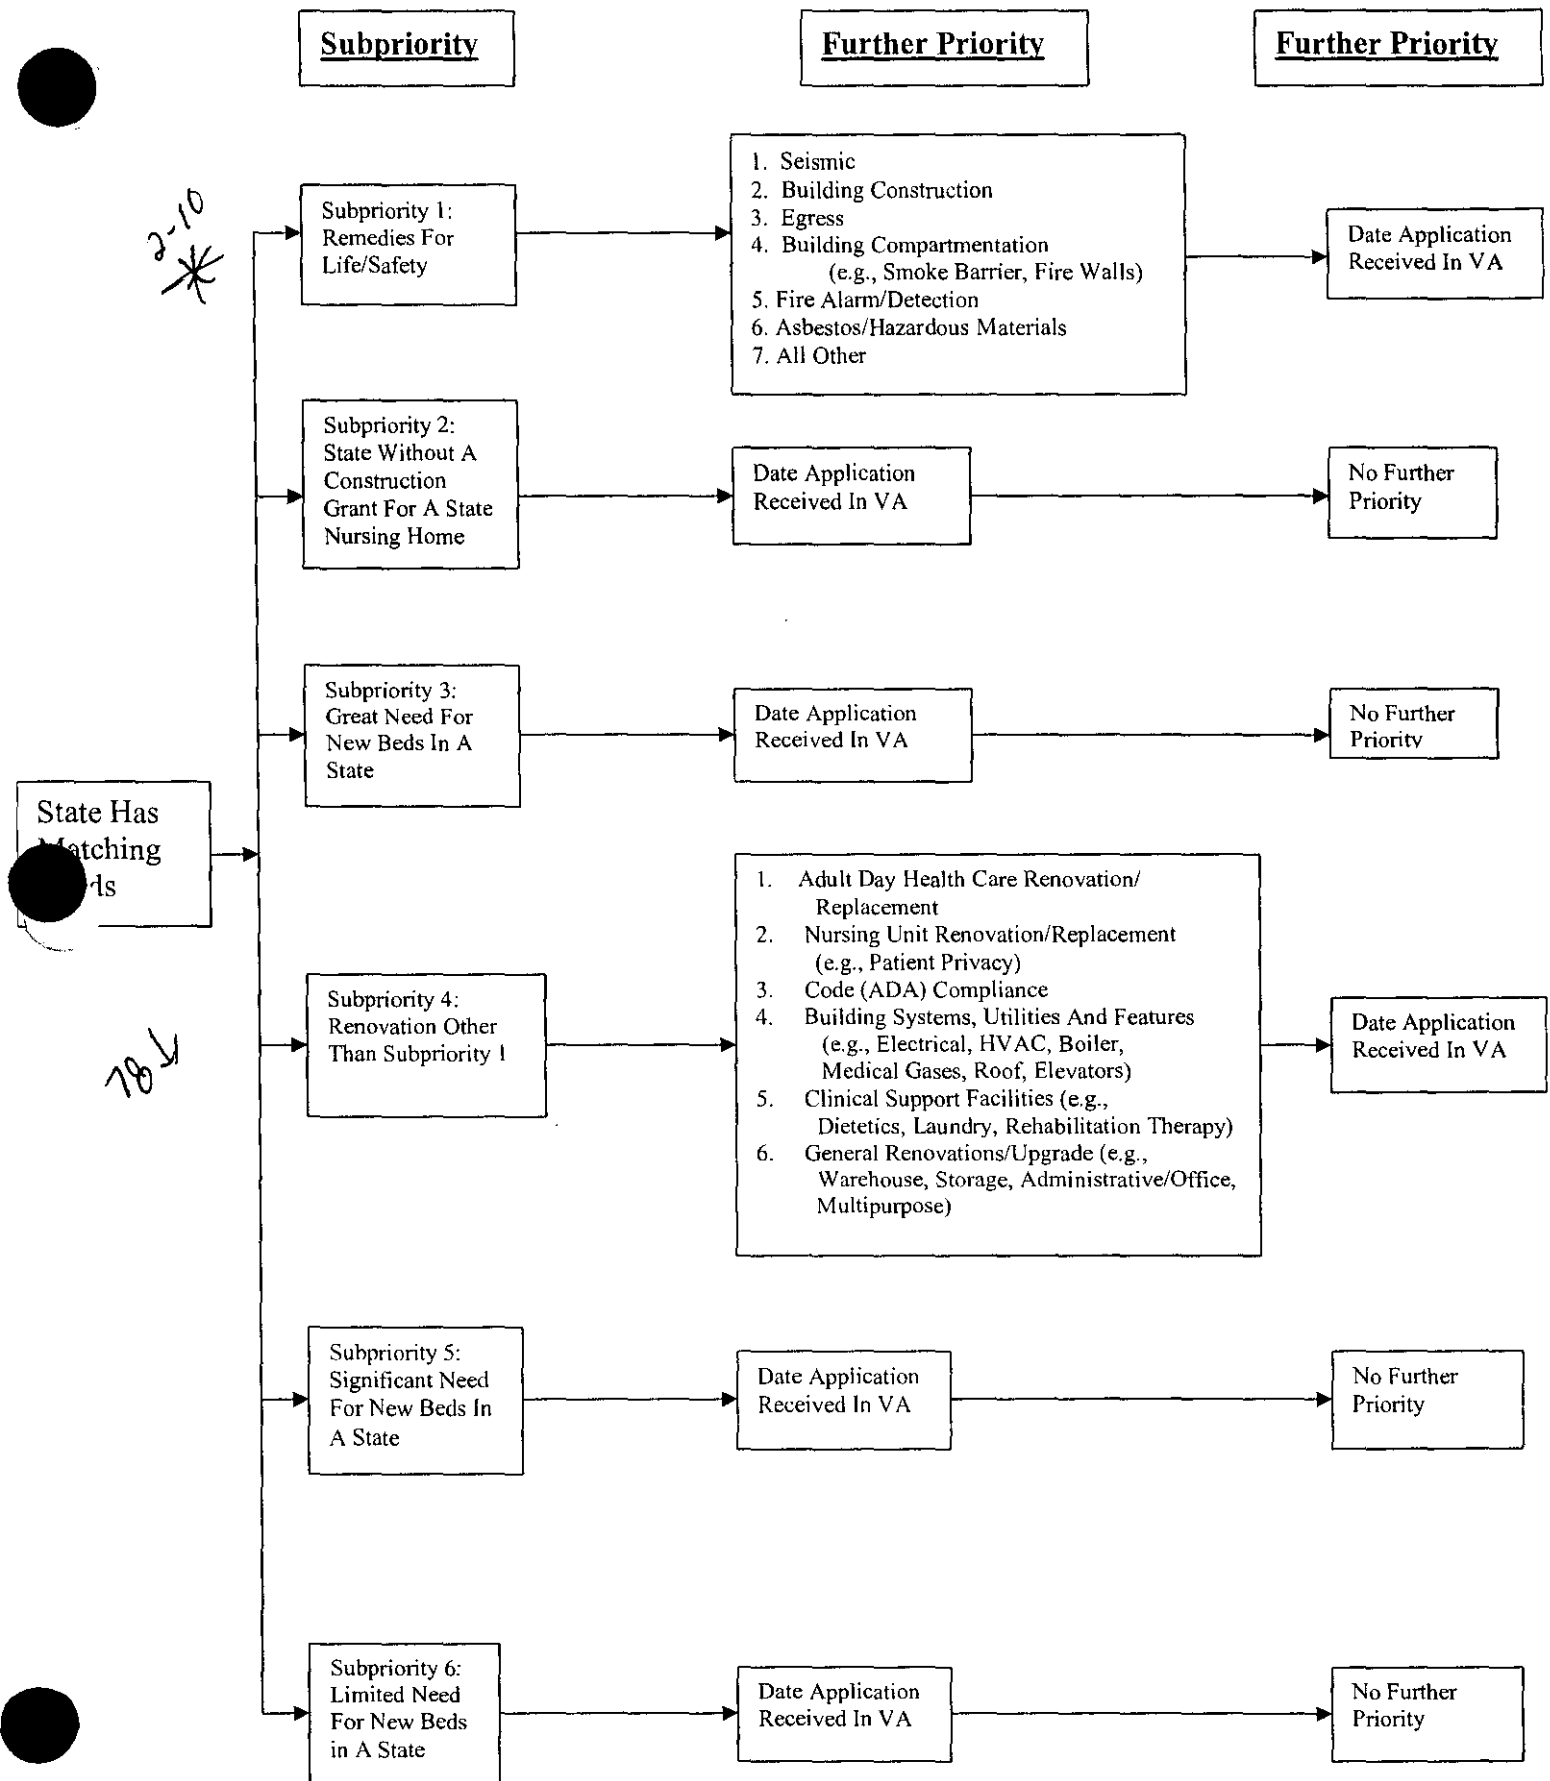 Subpriority
Further Priority
Further Priority
2-10
Subpriority 1:
Remedies For
Life/Safety
1. Seismic
2. Building Construction
3. Egress
4. Building Compartmentation
(e.g., Smoke Barrier, Fire Walls)
5. Fire Alarm/Detection
6. Asbestos/Hazardous Materials
7. All Other
Date Application
Received In VA
Subpriority 2:
State Without A
Construction
Grant For A State
Nursing Home
Date Application
Received In VA
No Further
Priority
Subpriority 3:
Great Need For
New Beds In A
State
Date Application
Received In VA
No Further
Priority
State Has
Matching
Subpriority 4:
Renovation Other
Than Subpriority 1
1. Adult Day Health Care Renovation/
Replacement
2. Nursing Unit Renovation/Replacement
(e.g., Patient Privacy)
3. Code (ADA) Compliance
4. Building Systems, Utilities And Features
(e.g., Electrical, HVAC, Boiler,
Medical Gases, Roof, Elevators)
5. Clinical Support Facilities (e.g.,
Dietetics, Laundry, Rehabilitation Therapy)
6. General Renovations/Upgrade (e.g.,
Warehouse, Storage, Administrative/Office,
Multipurpose)
Date Application
Received In VA
78
Subpriority 5:
Significant Need
For New Beds In
A State
Date Application
Received In VA
No Further
Priority
Subpriority 6:
Limited Need
For New Beds
in A State
Date Application
Received In VA
No Further
Priority